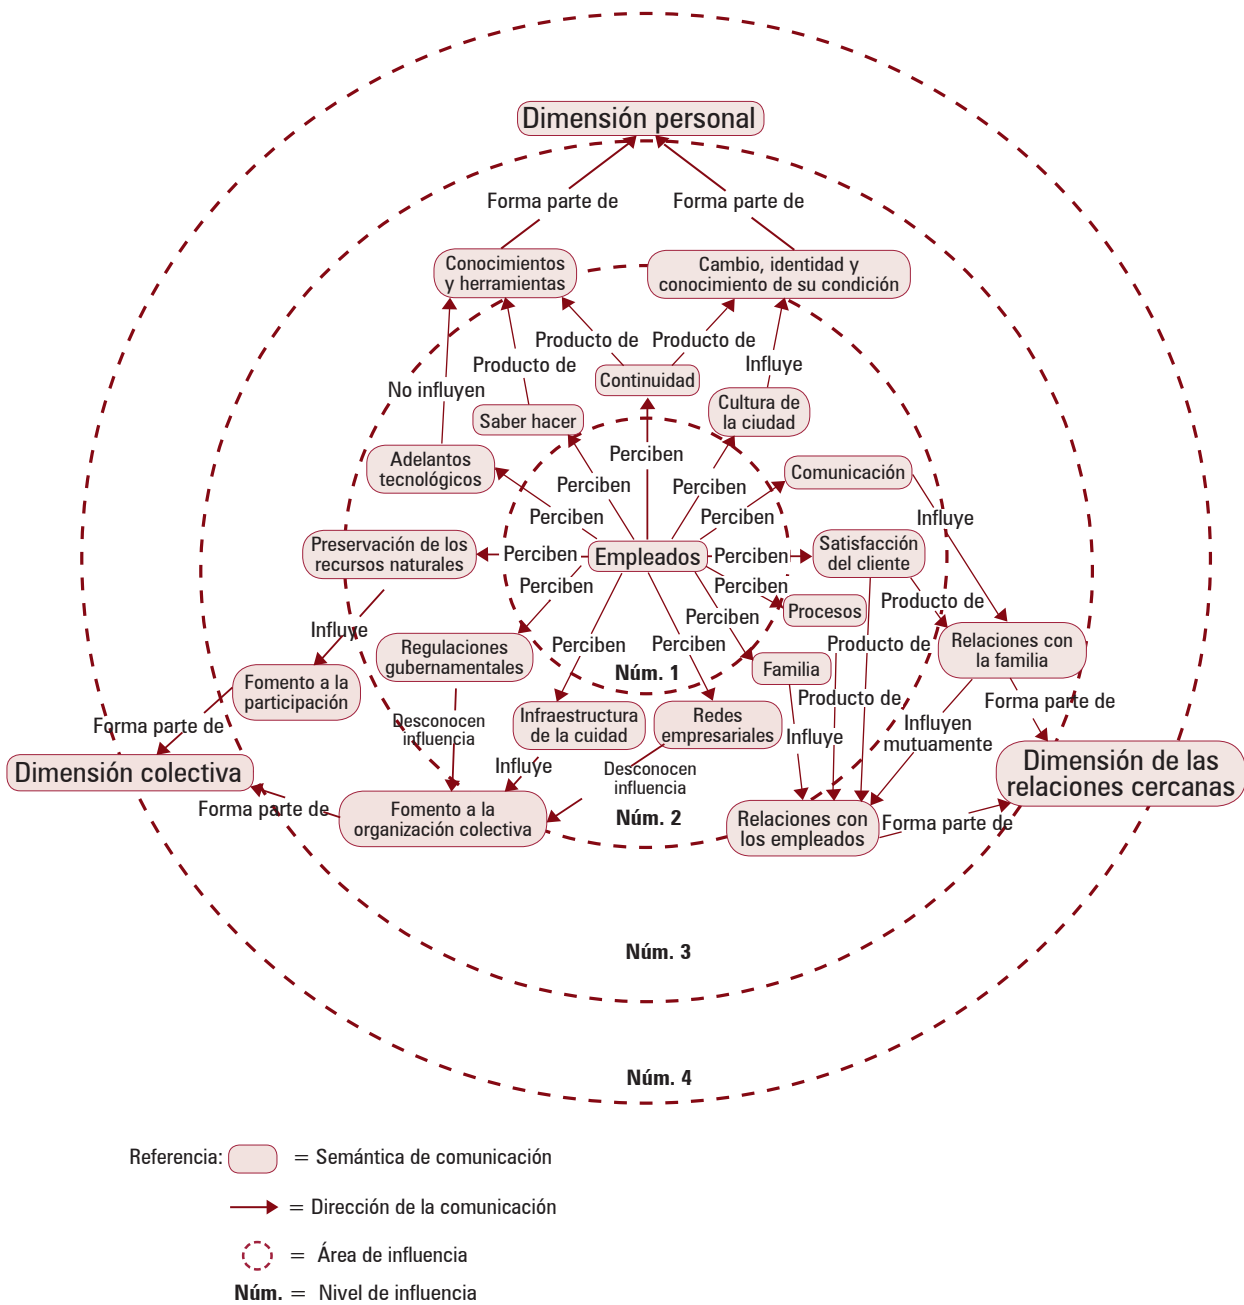 Dimensión personal
Forma parte de
Forma parte de
Conocimientos
y herramientas
Cambio, identidad y
conocimiento de su condición
Producto de
Producto de
Producto de
Influye
No influyen
Continuidad
Cultura de
la ciudad
Saber hacer
Adelantos
tecnológicos
Perciben
Comunicación
Perciben
Perciben
Perciben
Perciben
Influye
Preservación de los
recursos naturales
Perciben
Empleados
Perciben
Satisfacción
del cliente
Perciben
Perciben
Procesos
Producto de
Influye
Regulaciones
gubernamentales
Perciben
Perciben
Perciben
Producto de
Relaciones con
la familia
Fomento a la
participación
Núm. 1
Familia
Forma parte de
Producto de
Forma parte de
Desconocen
influencia
Infraestructura
de la cuidad
Redes
empresariales
Influye
Influyen
mutuamente
Dimensión colectiva
Influye
Desconocen
influencia
Dimensión de las
relaciones cercanas
Forma parte de
Fomento a la
organización colectiva
Núm. 2
Relaciones con
los empleados
Forma parte de
Núm. 3
Núm. 4
Referencia:
= Semántica de comunicación
= Dirección de la comunicación
= Área de influencia
Núm. = Nivel de influencia